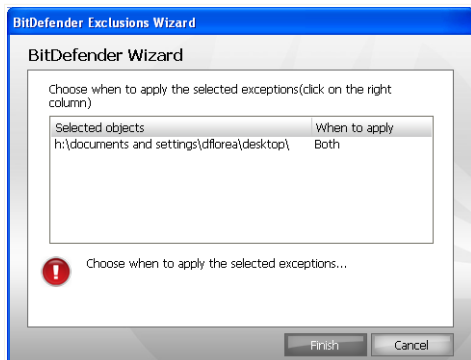 BitDefender Exclusions Wizard
BitDefender Wizard
Choose when to apply the selected exceptions(click on the right
column)
Selected objects When to apply
h:\documents and settings\dflorea\desktop\ Both
Choose when to apply the selected exceptions...
Finish Cancel